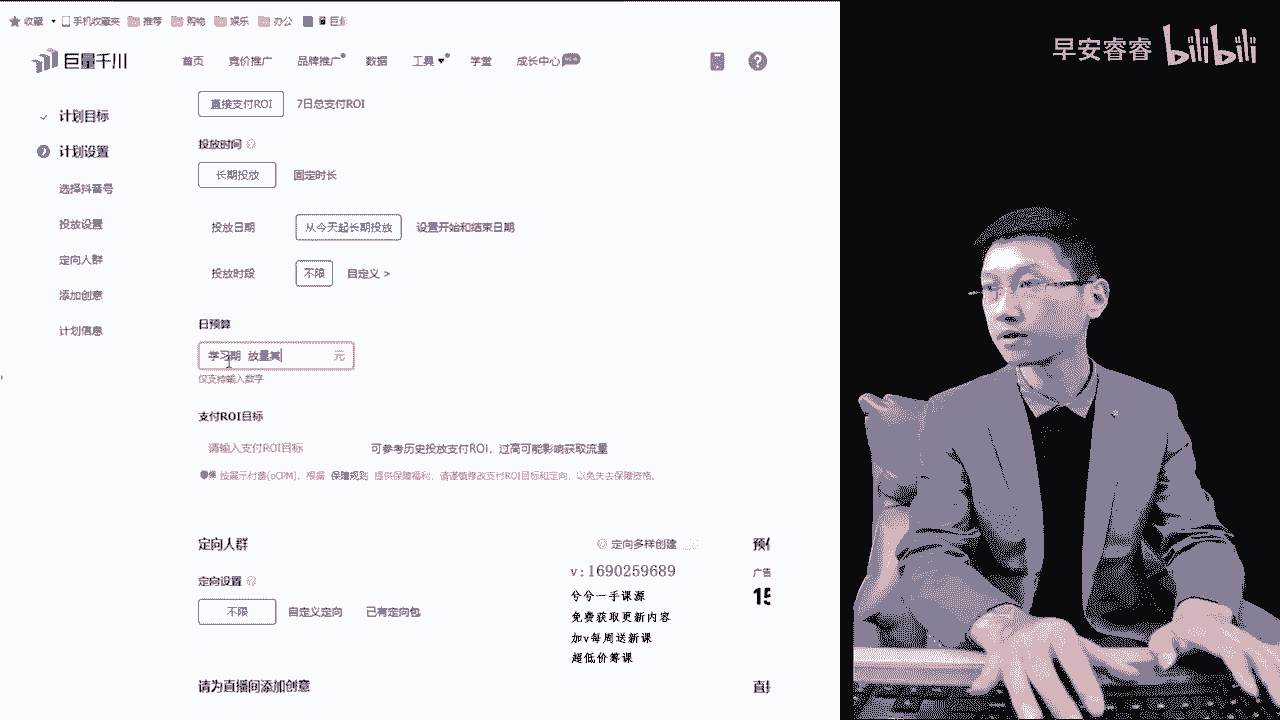 收藏 手机收藏夹 推荐 购物 娱乐 办公
巨量千川 首页 竞价推广 品牌推广 数据 工具 学堂 成长中心
早安睿睿 bilibili
计划目标
计划设置
选择抖音号
投放设置
定向人群
添加创意
计划信息
直接支付ROI 7日总支付ROI
投放时间
长期投放 固定时长
投放日期 从今天起长期投放 设置开始和结束日期
投放时段 不限 自定义 >
日预算
学习期 放量其 元
仅支持输入数字
支付ROI目标
请输入支付ROI目标 可参考历史投放支付ROI，过高可能影响获取流量
按展示付费(oCPM)，根据 保障规则 提供保障福利，请谨慎修改支付ROI目标和定向，以免失去保障资格。
定向人群 定向多样创建
定向设置
不限 自定义定向 已有定向包
请为直播间添加创意
v:1690259689
兮兮一手课源
免费获取更新内容
加v每周送新课
超低价筹课
广告
15